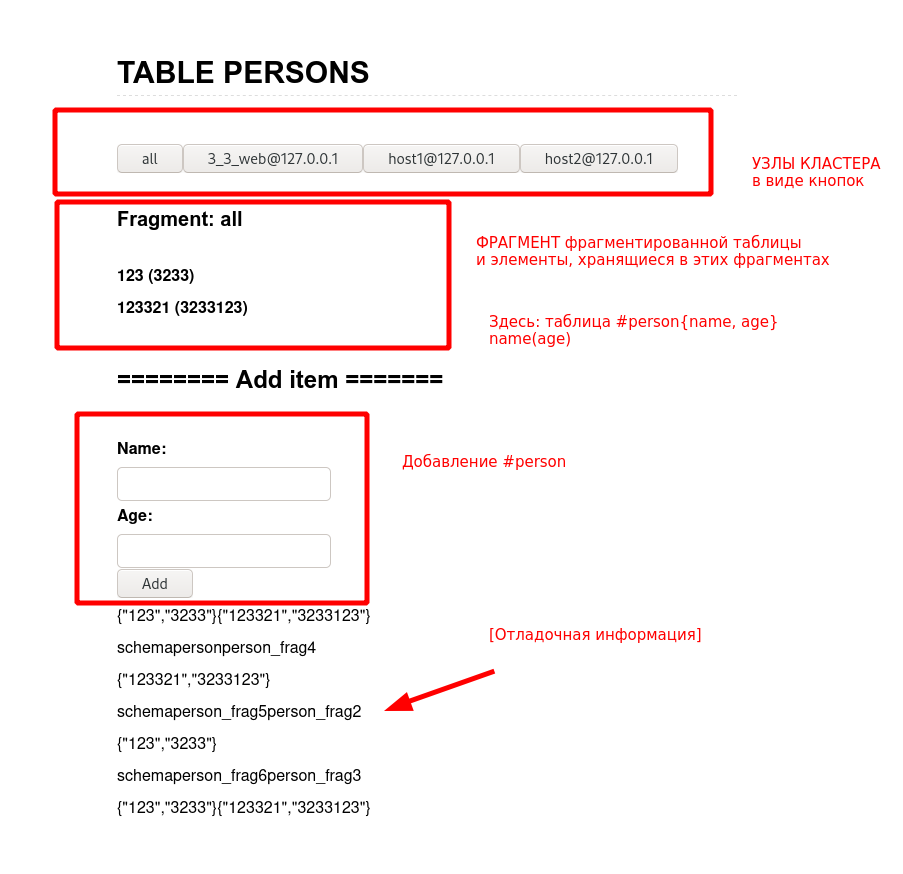 TABLE PERSONS
all 3_3_web@127.0.0.1 host1@127.0.0.1 host2@127.0.0.1
УЗЛЫ КЛАСТЕРА
в виде кнопок
Fragment: all
ФРАГМЕНТ фрагментированной таблицы
и элементы, хранящиеся в этих фрагментах
123 (3233)
123321 (3233123)
Здесь: таблица #person{name, age}
name(age)
======== Add item =======
Name:
Добавление #person
Age:
Add
{"123","3233"}{"123321","3233123"}
[Отладочная информация]
schemapersonperson_frag4
{"123321","3233123"}
schemaperson_frag5person_frag2
{"123","3233"}
schemaperson_frag6person_frag3
{"123","3233"}{"123321","3233123"}